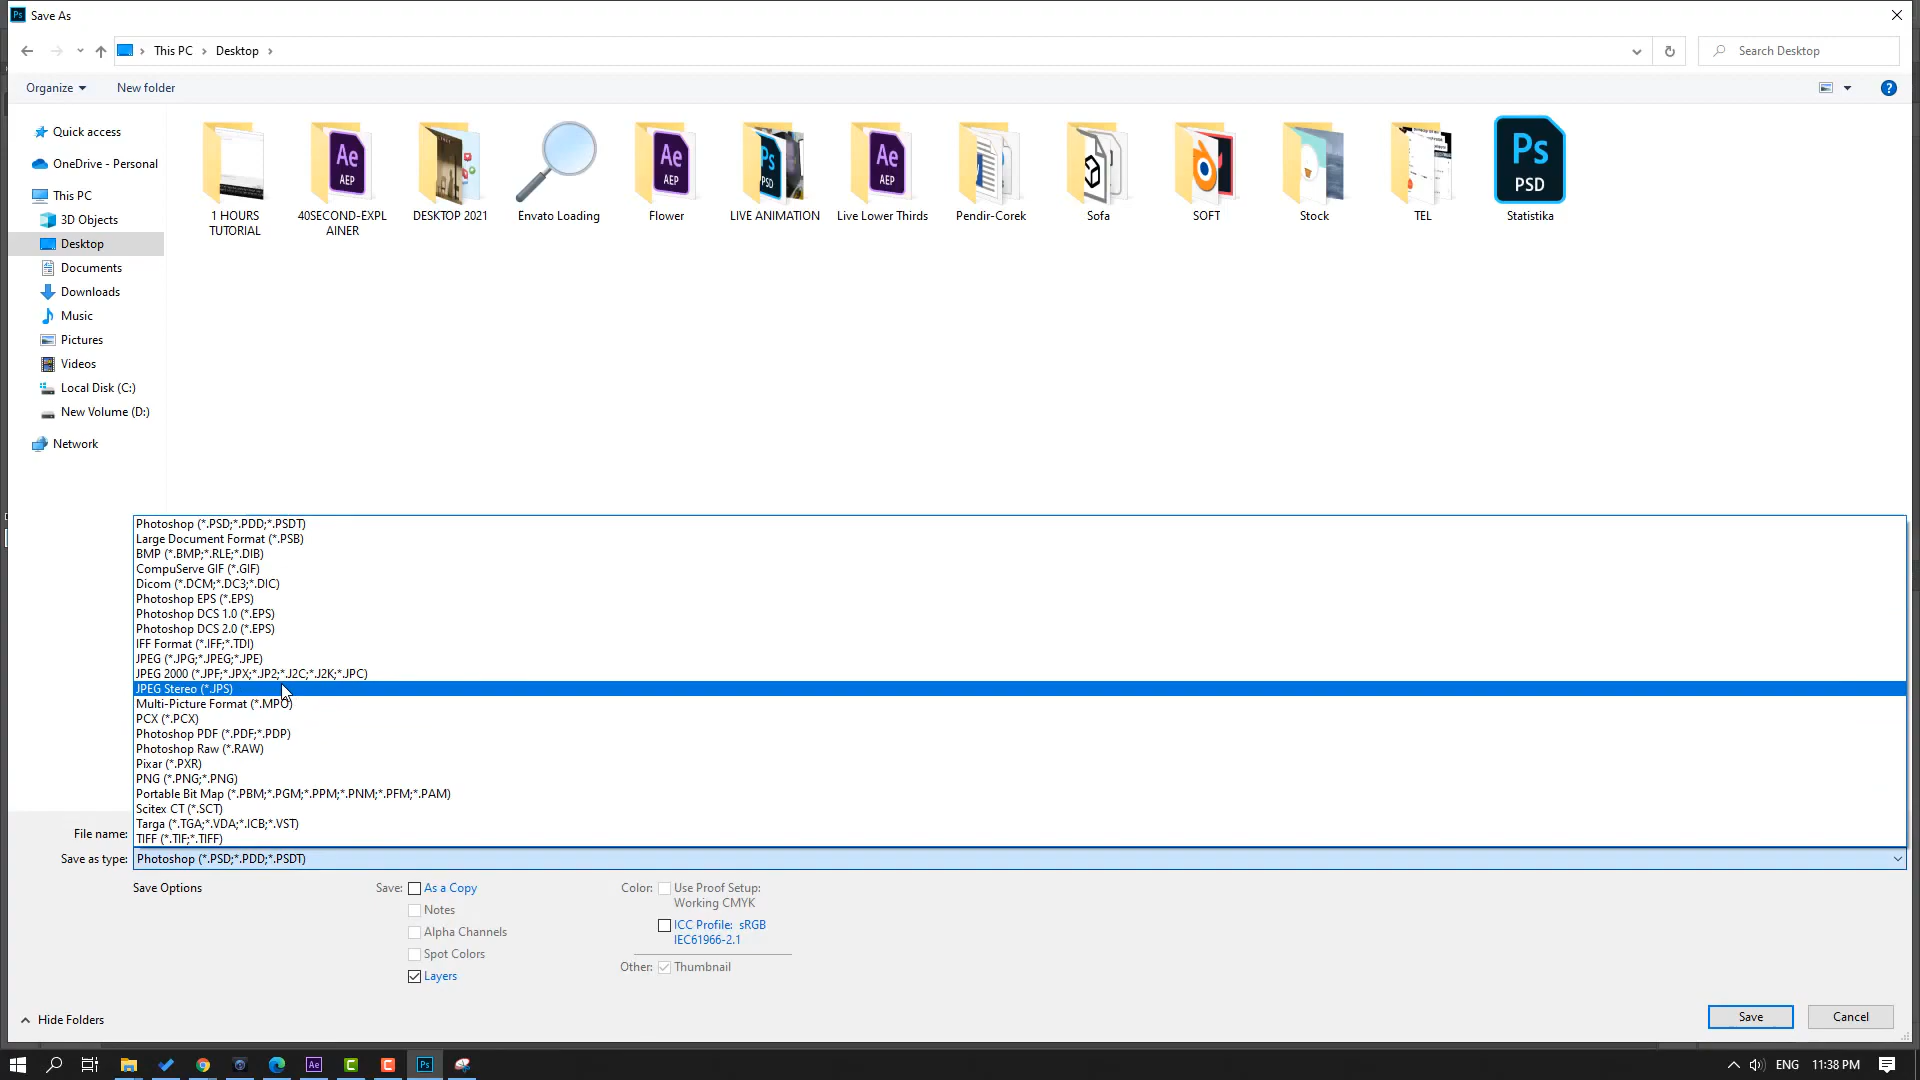 Ps Save As
This PC > Desktop >
Search Desktop
Organize
New folder
Quick access
OneDrive - Personal
This PC
3D Objects
Desktop
Documents
Downloads
Music
Pictures
Videos
Local Disk (C:)
New Volume (D:)
Network
1 HOURS
TUTORIAL
Ae
AEP
40SECOND-EXPL
AINER
DESKTOP 2021
Envato Loading
Ae
AEP
Flower
Ps
PSD
LIVE ANIMATION
Ae
AEP
Live Lower Thirds
Pendir-Corek
Sofa
SOFT
Stock
TEL
Ps
PSD
Statistika
Photoshop (*.PSD;*.PDD;*.PSDT)
Large Document Format (*.PSB)
BMP (*.BMP;*.RLE;*.DIB)
CompuServe GIF (*.GIF)
Dicom (*.DCM;*.DC3;*.DIC)
Photoshop EPS (*.EPS)
Photoshop DCS 1.0 (*.EPS)
Photoshop DCS 2.0 (*.EPS)
IFF Format (*.IFF;*.TDI)
JPEG (*.JPG;*.JPEG;*.JPE)
JPEG 2000 (*.JPF;*.JPX;*.JP2;*.J2C;*.J2K;*.JPC)
JPEG Stereo (*.JPS)
Multi-Picture Format (*.MPO)
PCX (*.PCX)
Photoshop PDF (*.PDF;*.PDP)
Photoshop Raw (*.RAW)
Pixar (*.PXR)
PNG (*.PNG;*.PNG)
Portable Bit Map (*.PBM;*.PGM;*.PPM;*.PNM;*.PFM;*.PAM)
Scitex CT (*.SCT)
Targa (*.TGA;*.VDA;*.ICB;*.VST)
TIFF (*.TIF;*.TIFF)
File name:
Save as type: Photoshop (*.PSD;*.PDD;*.PSDT)
Save Options
Save: As a Copy
Notes
Alpha Channels
Spot Colors
Layers
Color: Use Proof Setup:
Working CMYK
ICC Profile: sRGB
IEC61966-2.1
Other: Thumbnail
Hide Folders
Save
Cancel
Ae
C
C
Ps
ENG
11:38 PM